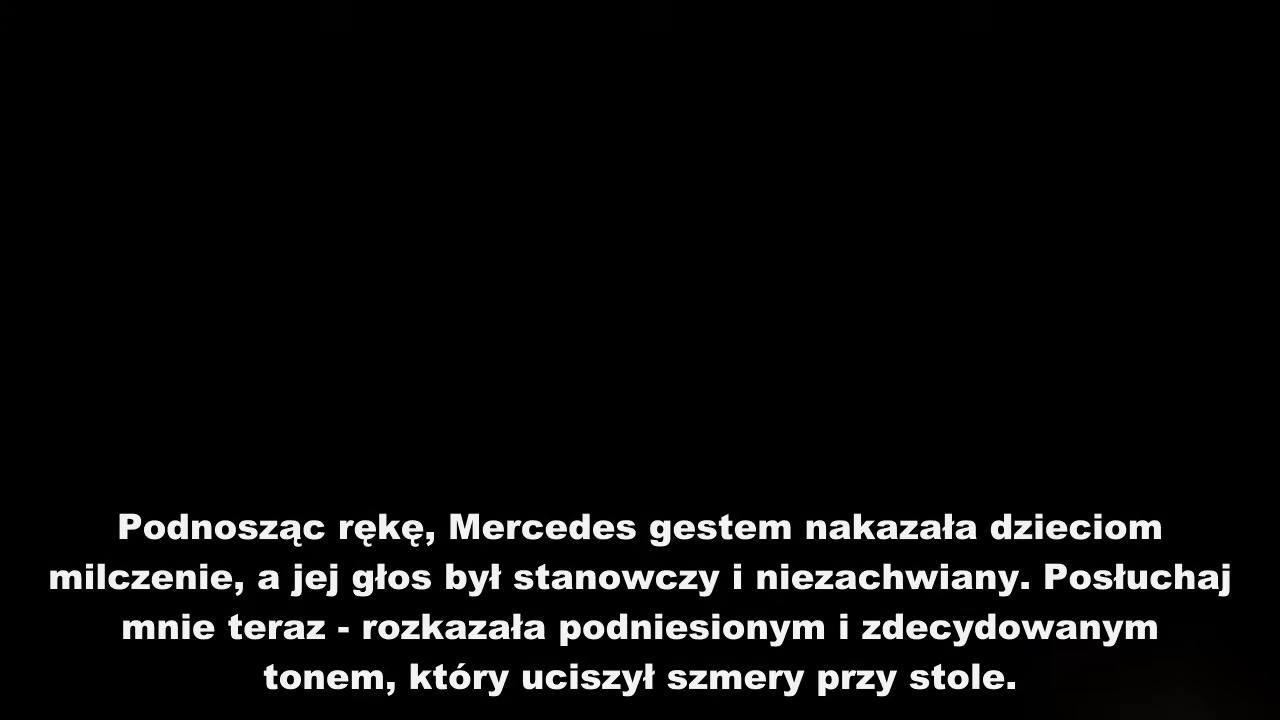 Podnosząc rękę, Mercedes gestem nakazała dzieciom
milczenie, a jej głos był stanowczy i niezachwiany. Posłuchaj
mnie teraz - rozkazała podniesionym i zdecydowanym
tonem, który uciszył szmery przy stole.